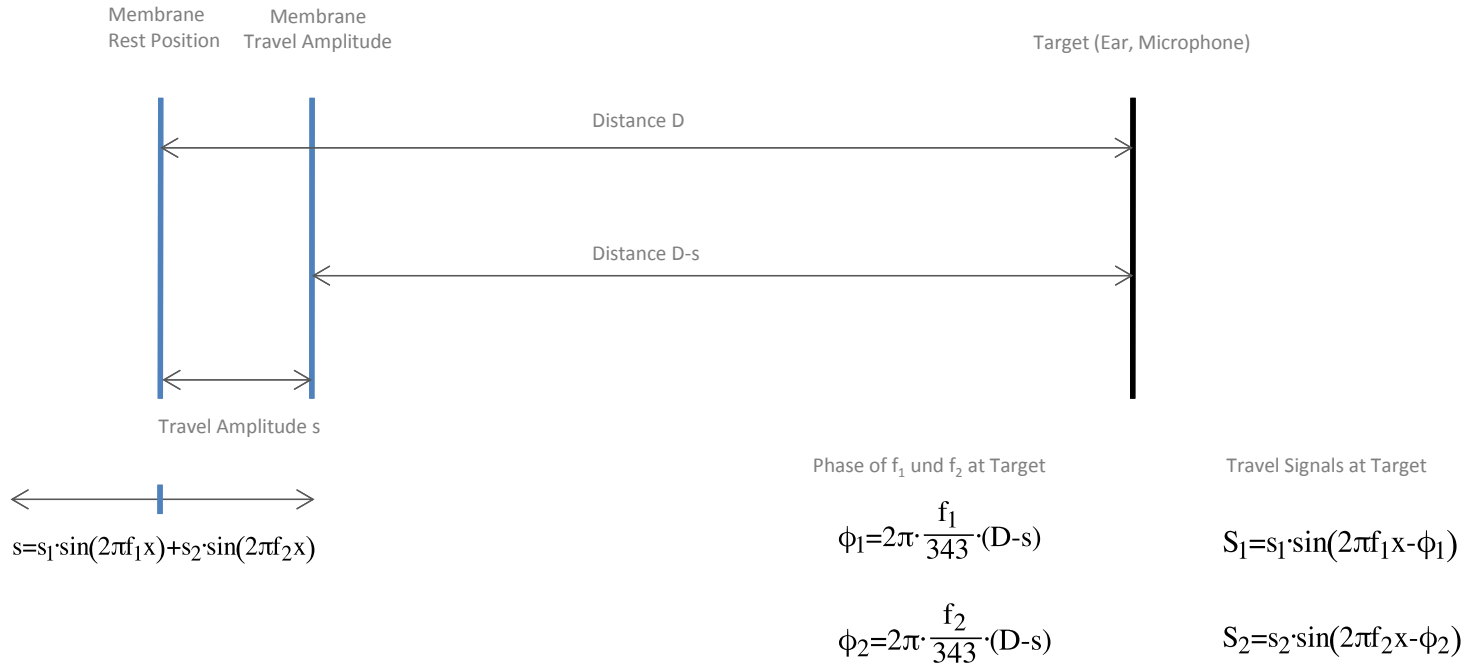 Membrane
Rest Position
Membrane
Travel Amplitude
Target (Ear, Microphone)
Distance D
Distance D-s
Travel Amplitude s
s=s₁·sin(2πf₁x)+s₂·sin(2πf₂x)
Phase of f₁ und f₂ at Target
ϕ₁=2π·f₁/343·(D-s)
ϕ₂=2π·f₂/343·(D-s)
Travel Signals at Target
S₁=s₁·sin(2πf₁x-ϕ₁)
S₂=s₂·sin(2πf₂x-ϕ₂)